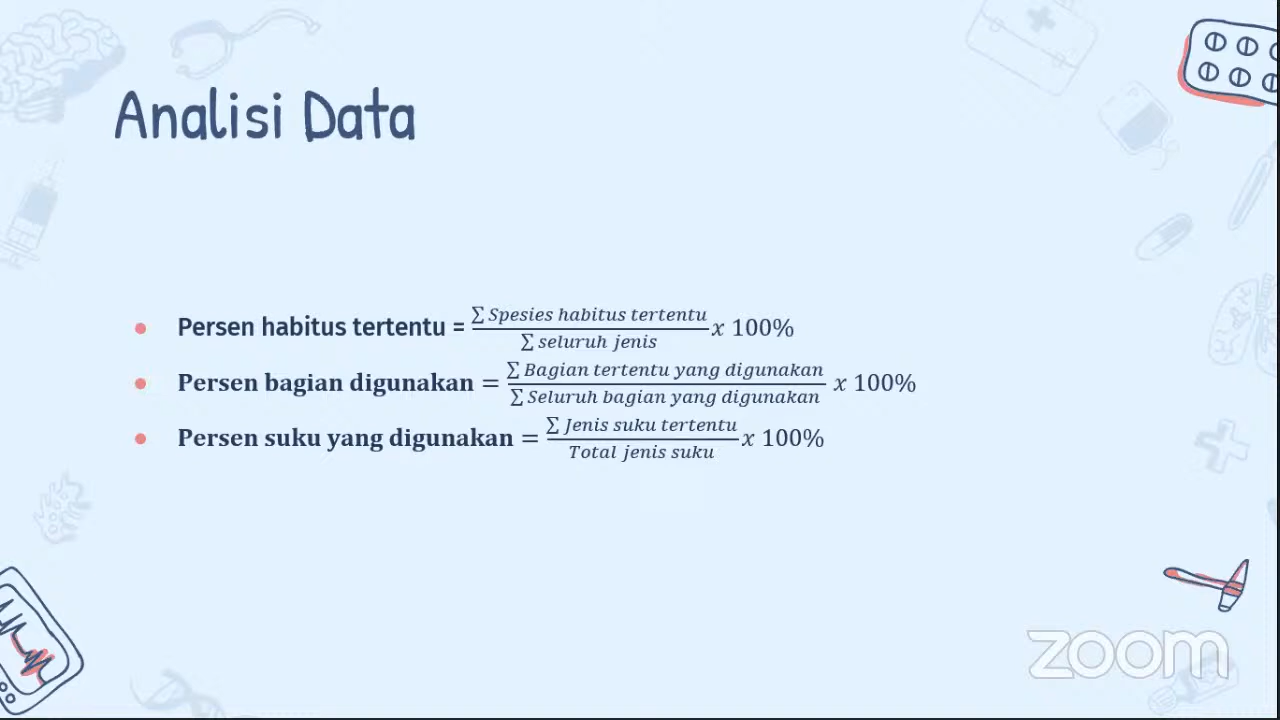 Analisi Data
Persen habitus tertentu = ∑ Spesies habitus tertentu / ∑ seluruh jenis x 100%
Persen bagian digunakan = ∑ Bagian tertentu yang digunakan / ∑ Seluruh bagian yang digunakan x 100%
Persen suku yang digunakan = ∑ Jenis suku tertentu / Total jenis suku x 100%
zoom